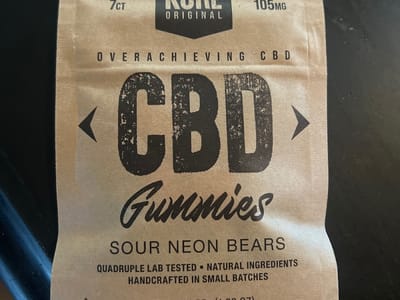 7CT KORE 105MG
ORIGINAL
OVERACHIEVING CBD
CBD
Gummies
SOUR NEON BEARS
QUADRUPLE LAB TESTED • NATURAL INGREDIENTS
HANDCRAFTED IN SMALL BATCHES